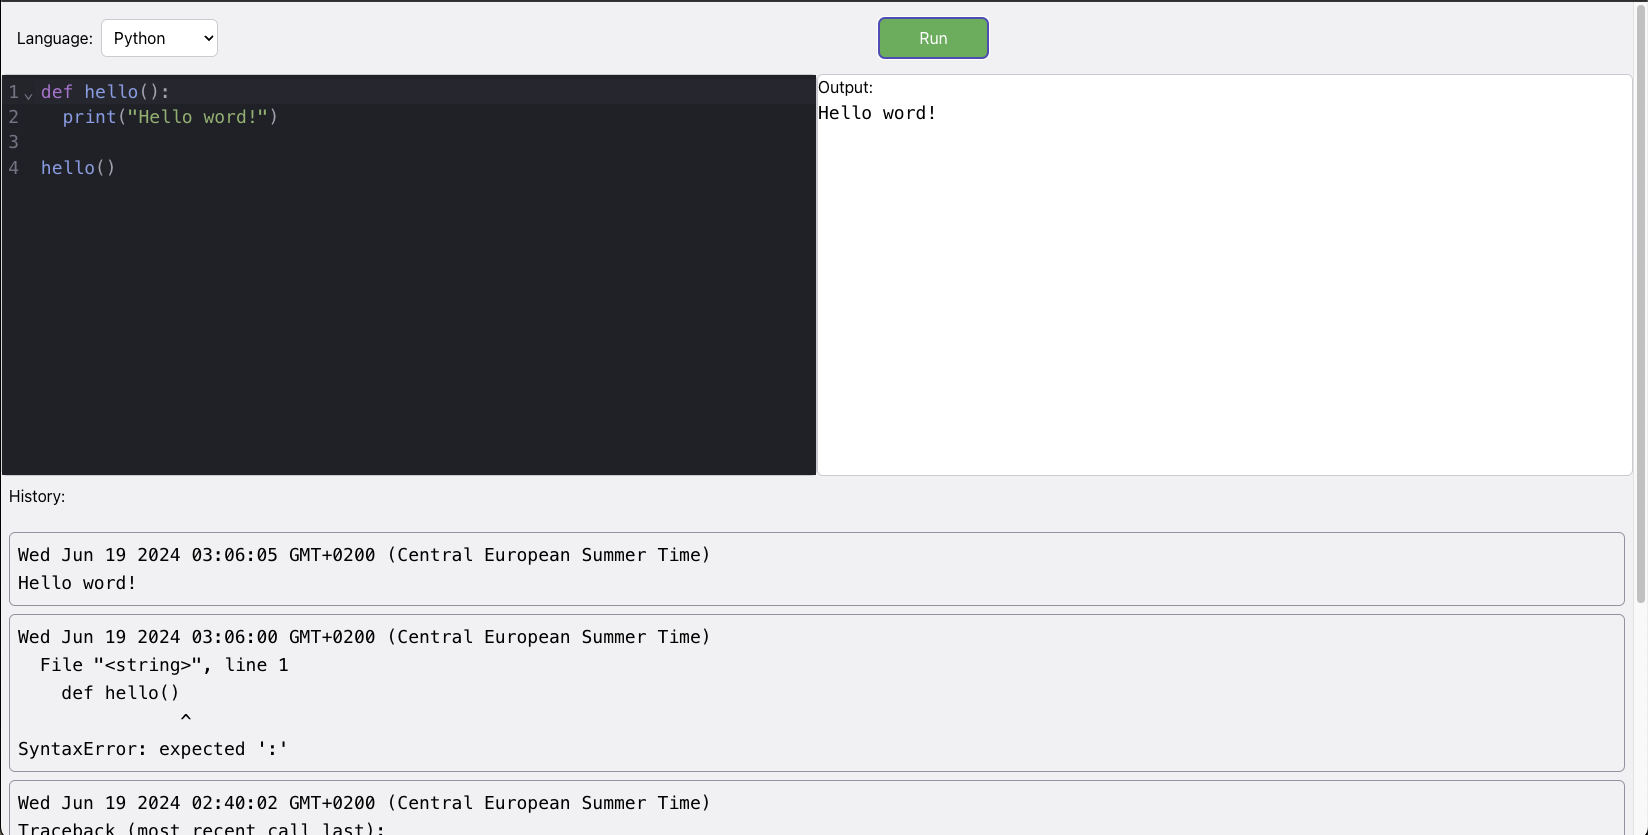 Language: Python
Run
1 def hello():
2   print("Hello word!")
3
4 hello()
Output:
Hello word!
History:
Wed Jun 19 2024 03:06:05 GMT+0200 (Central European Summer Time)
Hello word!
Wed Jun 19 2024 03:06:00 GMT+0200 (Central European Summer Time)
  File "<string>", line 1
    def hello()
               ^
SyntaxError: expected ':'
Wed Jun 19 2024 02:40:02 GMT+0200 (Central European Summer Time)
Traceback (most recent call last):